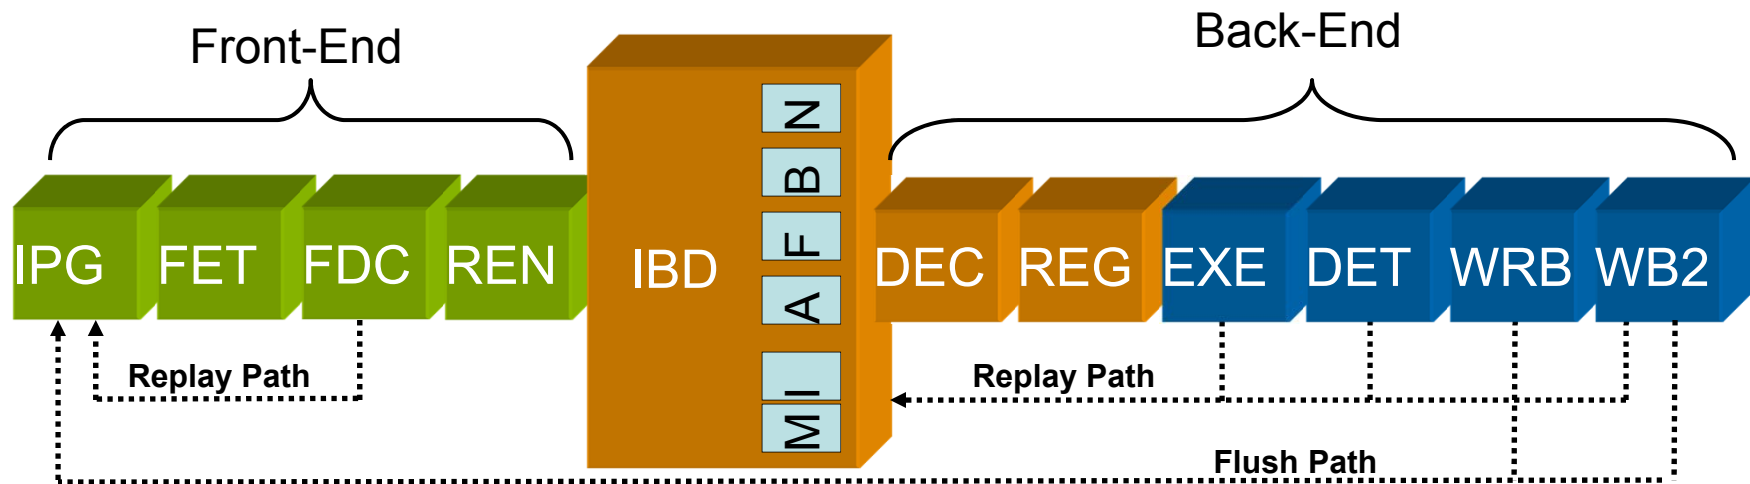 Front-End
Back-End
IPG
FET
FDC
REN
IBD
N
B
F
A
I
M
DEC
REG
EXE
DET
WRB
WB2
Replay Path
Replay Path
Flush Path